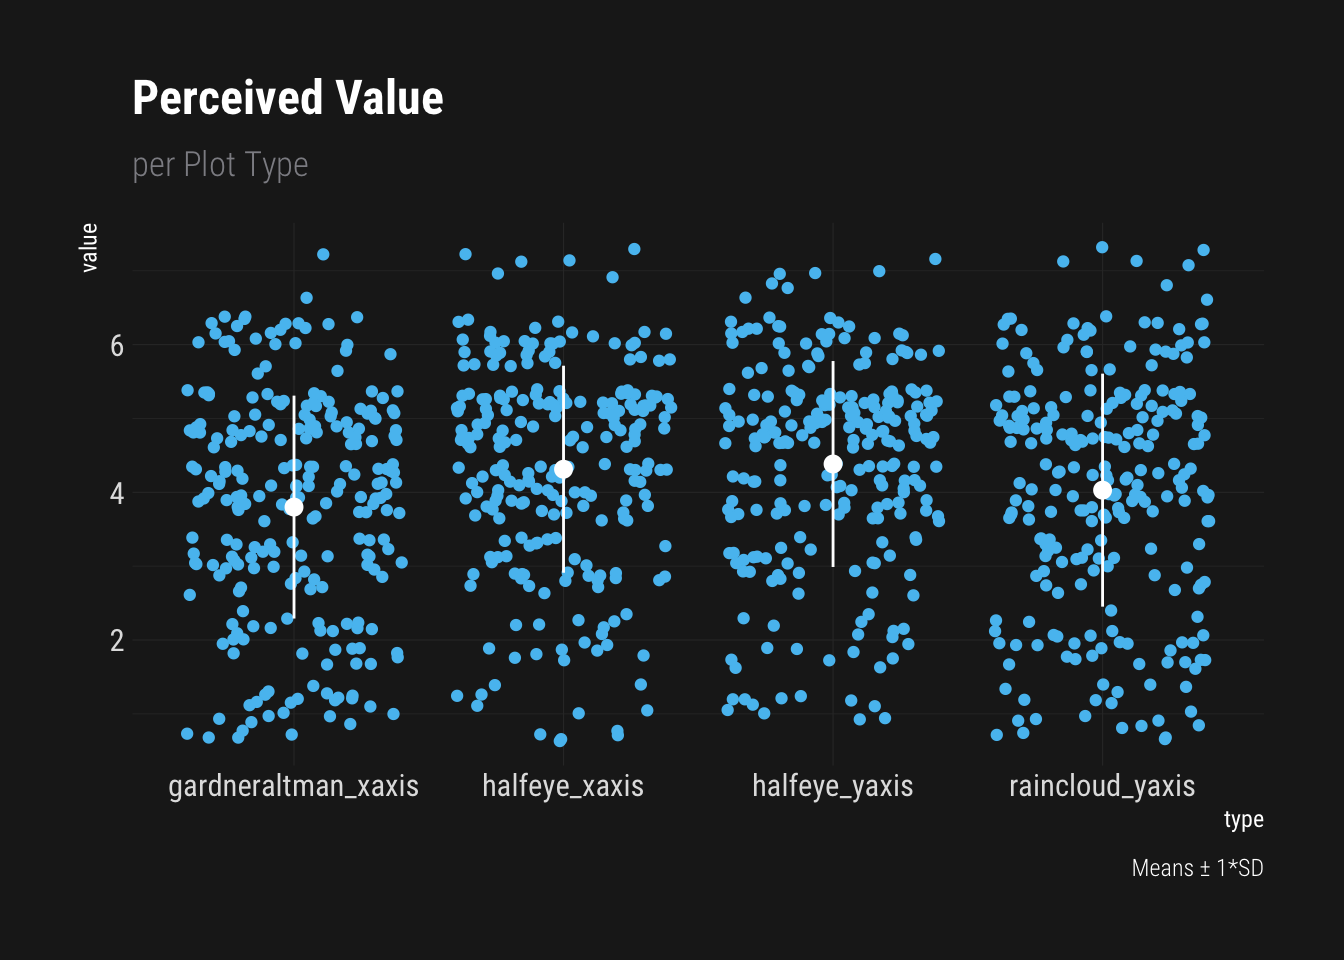 Perceived Value
per Plot Type
value
6
4
2
gardneraltman_xaxis halfeye_xaxis halfeye_yaxis raincloud_yaxis
type
Means ± 1*SD